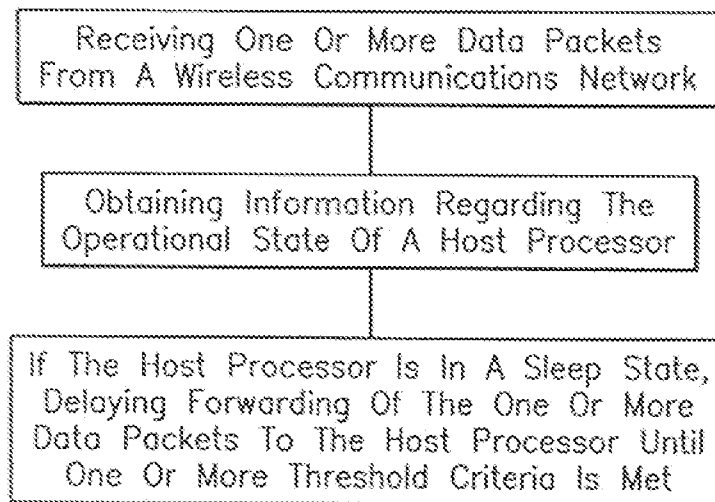 Receiving One Or More Data Packets
From A Wireless Communications Network
Obtaining Information Regarding The
Operational State Of A Host Processor
If The Host Processor Is In A Sleep State,
Delaying Forwarding Of The One Or More
Data Packets To The Host Processor Until
One Or More Threshold Criteria Is Met